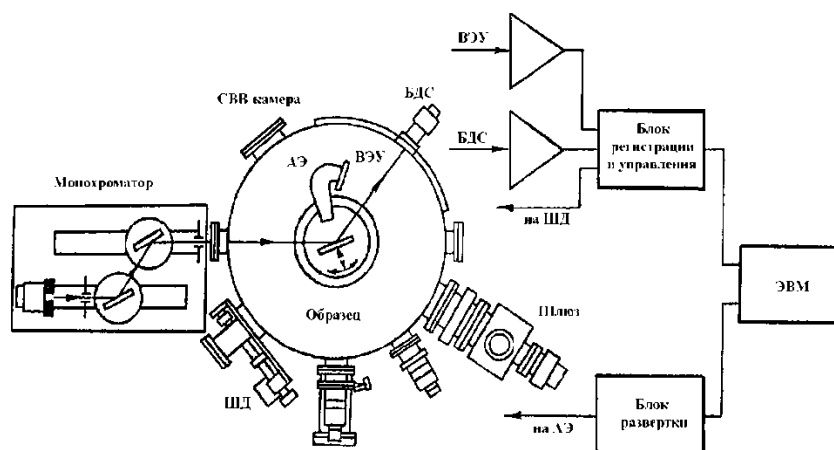 ВЭУ
СВВ камера
БДС
БДС
АЭ
ВЭУ
Блок
регистрации
и управления
Монохроматор
на ШД
ЭВМ
Образец
Шлюз
ШД
на АЭ
Блок
развертки